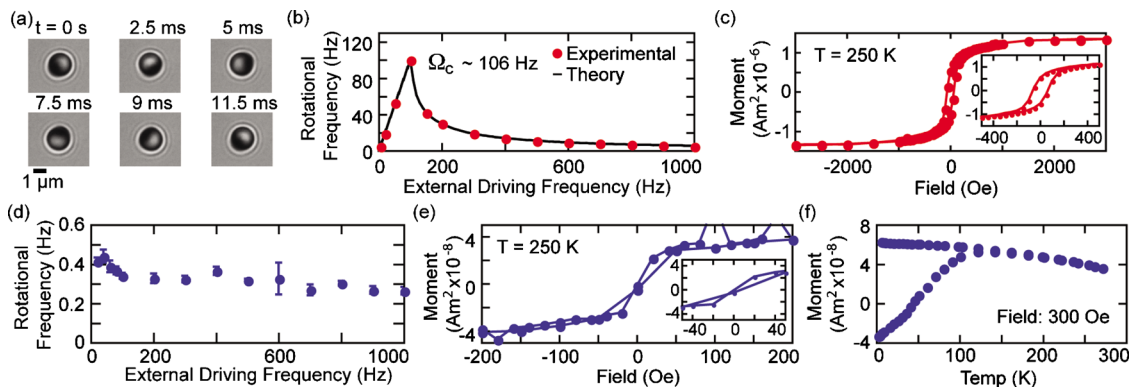 (a)
t = 0 s
2.5 ms
5 ms
7.5 ms
9 ms
11.5 ms
1 µm
(b)
Rotational
Frequency (Hz)
120
80
40
0
Ωc ~ 106 Hz
Experimental
Theory
0
200
600
1000
External Driving Frequency (Hz)
(c)
Moment
(Am² x10⁻⁶)
1
0
-1
T = 250 K
1
0
-1
-400
0
400
-2000
0
2000
Field (Oe)
(d)
Rotational
Frequency (Hz)
0.6
0.4
0.2
0
0
200
600
1000
External Driving Frequency (Hz)
(e)
Moment
(Am² x10⁻⁸)
4
0
-4
T = 250 K
4
0
-4
-40
0
40
-200
-100
0
100
200
Field (Oe)
(f)
Moment
(Am² x10⁻⁸)
8
4
0
-4
Field: 300 Oe
0
100
200
300
Temp (K)